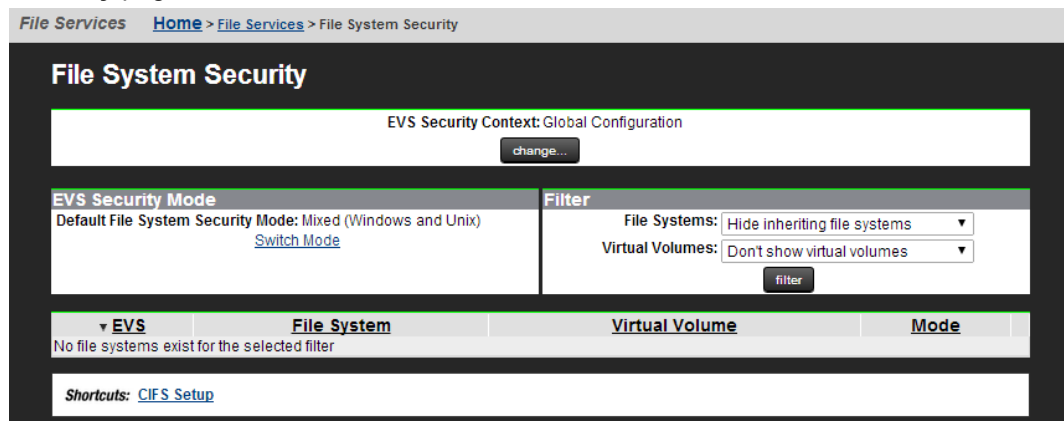 File Services Home > File Services > File System Security
File System Security
EVS Security Context: Global Configuration
change...
EVS Security Mode
Default File System Security Mode: Mixed (Windows and Unix)
Switch Mode
Filter
File Systems: Hide inheriting file systems
Virtual Volumes: Don't show virtual volumes
filter
EVS File System Virtual Volume Mode
No file systems exist for the selected filter
Shortcuts: CIFS Setup